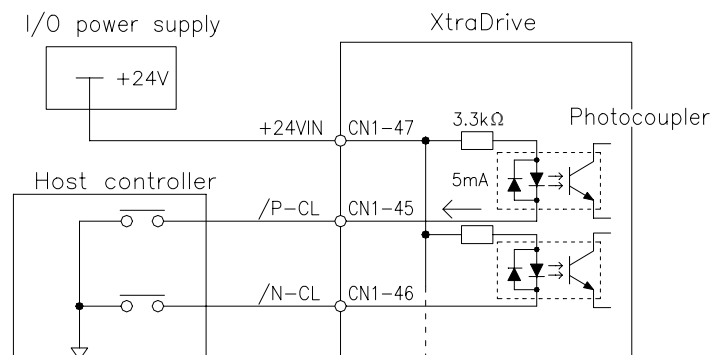 I/O power supply
XtraDrive
+24V
3.3kΩ
Photocoupler
+24VIN
CN1-47
5mA
Host controller
/P-CL
CN1-45
/N-CL
CN1-46